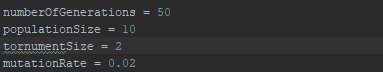 numberOfGenerations = 50
populationSize = 10
tornumentSize = 2
mutationRate = 0.02